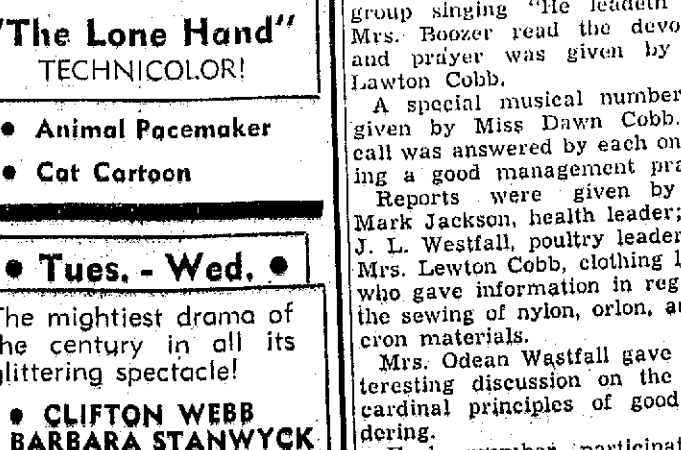 "The Lone Hand"
TECHNICOLOR!
• Animal Pacemaker
• Cat Cartoon
• Tues. - Wed. •
The mightiest drama of
the century in all its
glittering spectacle!
• CLIFTON WEBB
BARBARA STANWYCK
group singing "He leadeth
Mrs. Boozer read the devo
and prayer was given by
Lawton Cobb.
A special musical number
given by Miss Dawn Cobb.
call was answered by each on
ing a good management pra
Reports were given by
Mark Jackson, health leader;
J. L. Westfall, poultry leader
Mrs. Lewton Cobb, clothing l
who gave information in reg
the sewing of nylon, orlon, a
cron materials.
Mrs. Odean Wastfall gave
teresting discussion on the
cardinal principles of good
dering.
member participat